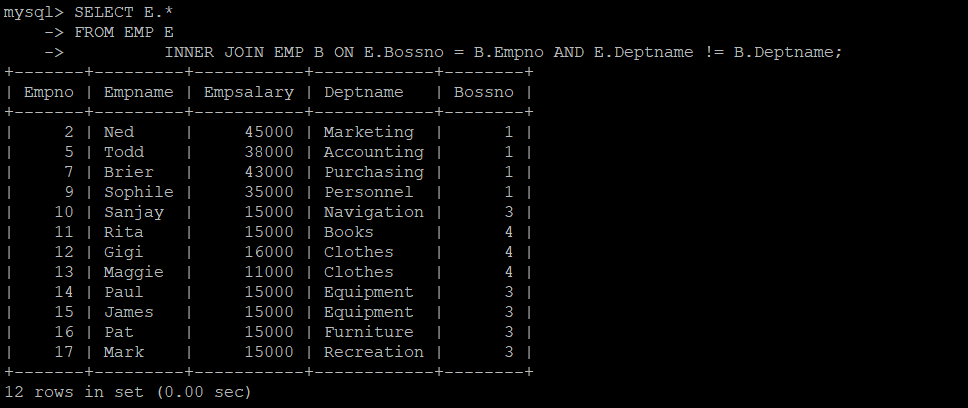 mysql> SELECT E.*
    -> FROM EMP E
    ->          INNER JOIN EMP B ON E.Bossno = B.Empno AND E.Deptname != B.Deptname;
+-------+---------+-----------+------------+--------+
| Empno | Empname | Empsalary | Deptname   | Bossno |
+-------+---------+-----------+------------+--------+
|     2 | Ned     |     45000 | Marketing  |      1 |
|     5 | Todd    |     38000 | Accounting |      1 |
|     7 | Brier   |     43000 | Purchasing |      1 |
|     9 | Sophile |     35000 | Personnel  |      1 |
|    10 | Sanjay  |     15000 | Navigation |      3 |
|    11 | Rita    |     15000 | Books      |      4 |
|    12 | Gigi    |     16000 | Clothes    |      4 |
|    13 | Maggie  |     11000 | Clothes    |      4 |
|    14 | Paul    |     15000 | Equipment  |      3 |
|    15 | James   |     15000 | Equipment  |      3 |
|    16 | Pat     |     15000 | Furniture  |      3 |
|    17 | Mark    |     15000 | Recreation |      3 |
+-------+---------+-----------+------------+--------+
12 rows in set (0.00 sec)